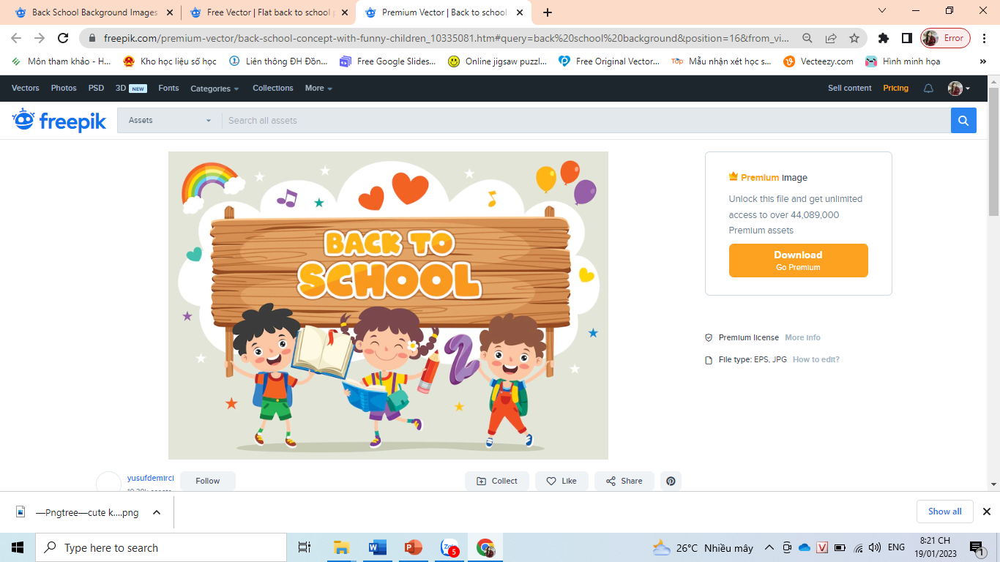 Back School Background Images
Free Vector | Flat back to school p
Premium Vector | Back to school
freepik.com/premium-vector/back-school-concept-with-funny-children_10335081.htm#query=back%20school%20background&position=16&from_vi...
Error
Môn tham khảo - H...
Kho học liệu số học
Liên thông ĐH Đồn...
Free Google Slides...
Online jigsaw puzzl...
Free Original Vector...
Mẫu nhận xét học s...
Vecteezy.com
Hình minh họa
»
Vectors
Photos
PSD
3D NEW
Fonts
Categories
Collections
More
Sell content
Pricing
freepik
Assets
Search all assets
BACK TO
SCHOOL
2
Premium image
Unlock this file and get unlimited
access to over 44,089,000
Premium assets
Download
Go Premium
Premium license More info
File type: EPS, JPG How to edit?
yusufdemirci
Follow
Collect
Like
Share
—Pngtree—cute k....png
Show all
Type here to search
Zalo
5
26°C Nhiều mây
ENG
8:21 CH
19/01/2023
1